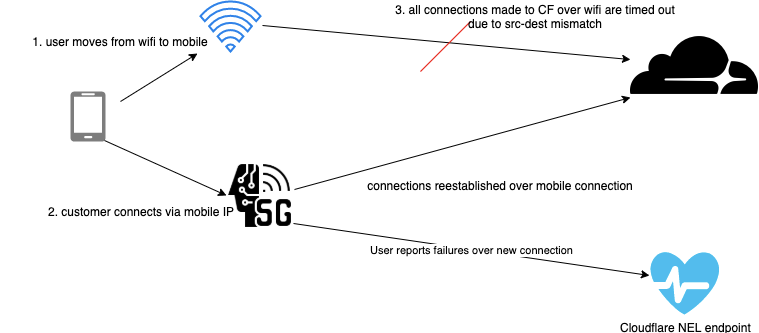 3. all connections made to CF over wifi are timed out
due to src-dest mismatch
1. user moves from wifi to mobile
connections reestablished over mobile connection
2. customer connects via mobile IP
5G
User reports failures over new connection
Cloudflare NEL endpoint